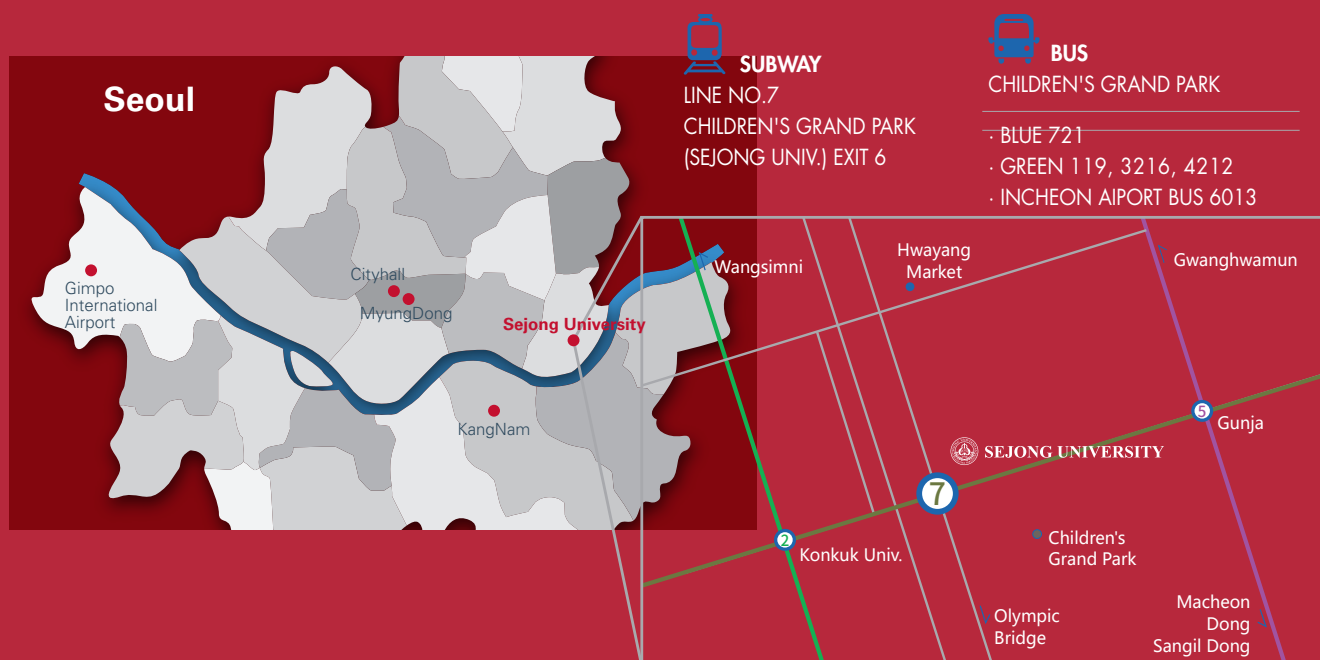 Seoul
SUBWAY
LINE NO.7
CHILDREN'S GRAND PARK
(SEJONG UNIV.) EXIT 6
BUS
CHILDREN'S GRAND PARK
· BLUE 721
· GREEN 119, 3216, 4212
· INCHEON AIPORT BUS 6013
Gimpo
International
Airport
Cityhall
MyungDong
Sejong University
KangNam
Wangsimni
Hwayang
Market
Gwanghwamun
5
Gunja
SEJONG UNIVERSITY
7
2
Konkuk Univ.
Children's
Grand Park
Olympic
Bridge
Macheon
Dong
Sangil Dong